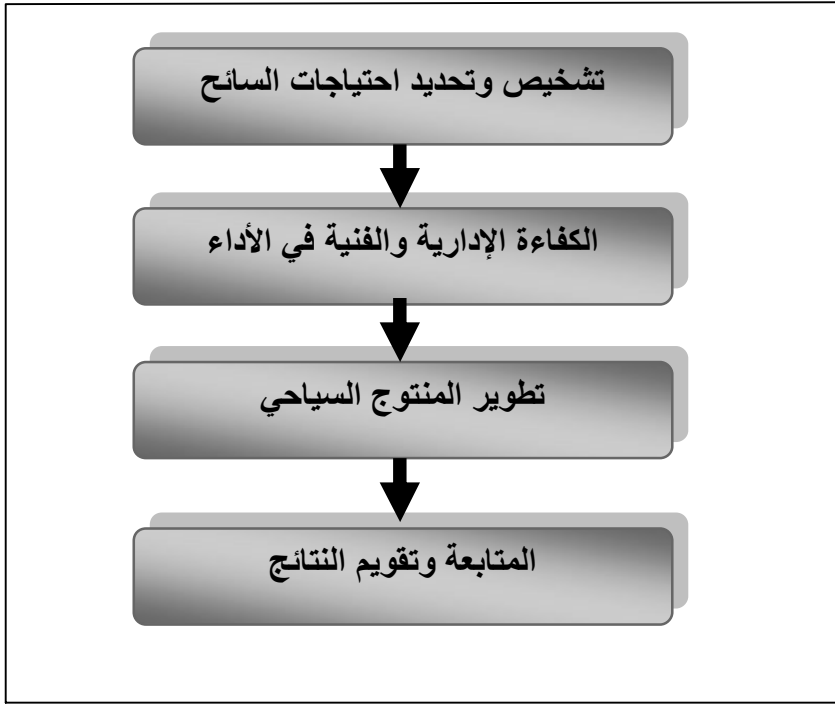 تشخيص وتحديد احتياجات السائح
الكفاءة الإدارية والفنية في الأداء
تطوير المنتوج السياحي
المتابعة وتقويم النتائج